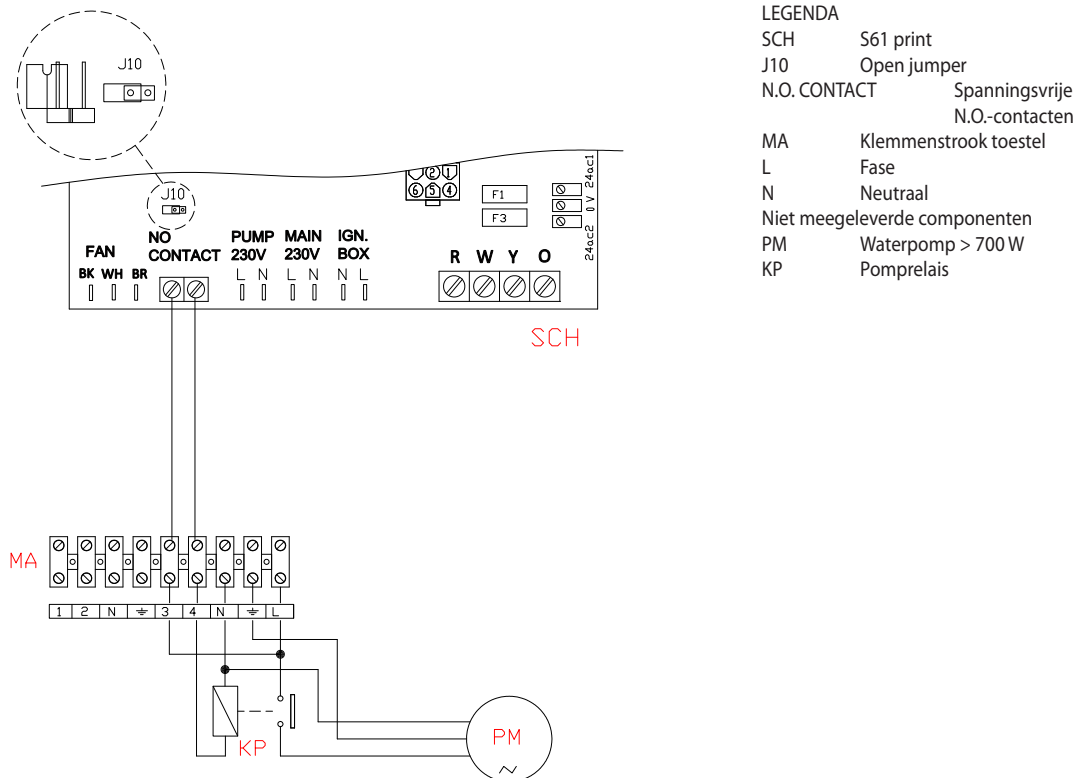 LEGENDA
SCH S61 print
J10 Open jumper
N.O. CONTACT Spanningsvrije
N.O.-contacten
MA Klemmenstrook toestel
L Fase
N Neutraal
Niet meegeleverde componenten
PM Waterpomp > 700 W
KP Pomprelais
J10
J10
2 1
6 5 4
F1
F3
24ac2 0 V 24ac1
FAN
BK WH BR
NO
CONTACT
PUMP
230V
L N
MAIN
230V
L N
IGN.
BOX
N L
R W Y O
SCH
MA
1 2 N ⏚ 3 4 N ⏚ L
KP
PM
~